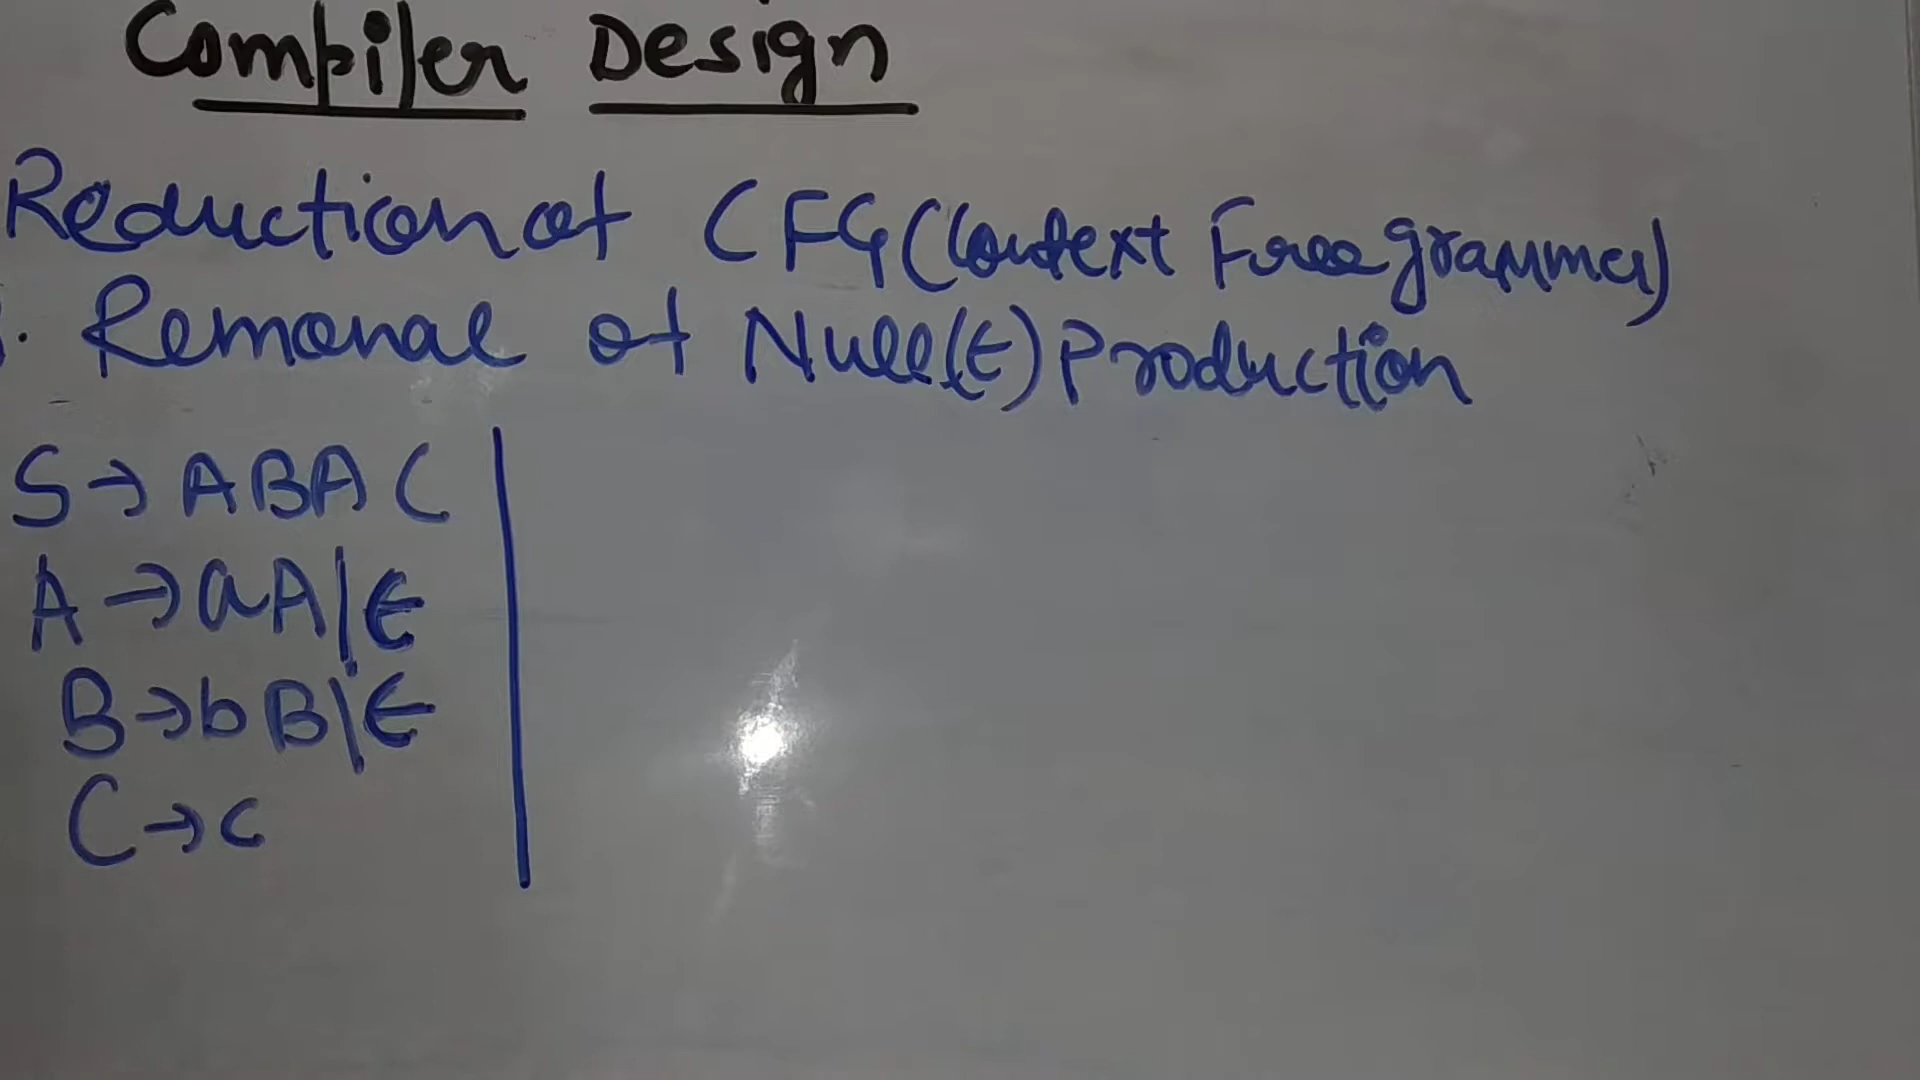 Compiler Design
Reduction of CFG (Context Free grammar)
. Removal of Null(ε) Production
S → ABAC
A → aA|ε
B → bB|ε
C → c